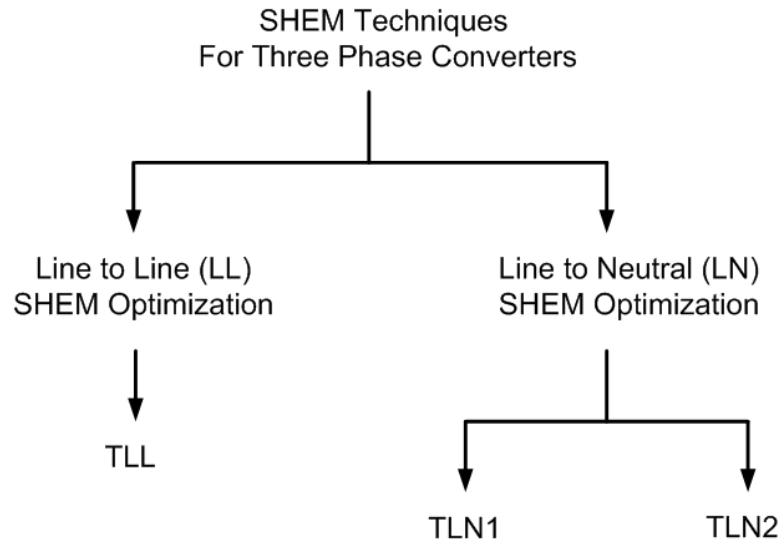 SHEM Techniques
For Three Phase Converters
Line to Line (LL)
SHEM Optimization
Line to Neutral (LN)
SHEM Optimization
TLL
TLN1
TLN2